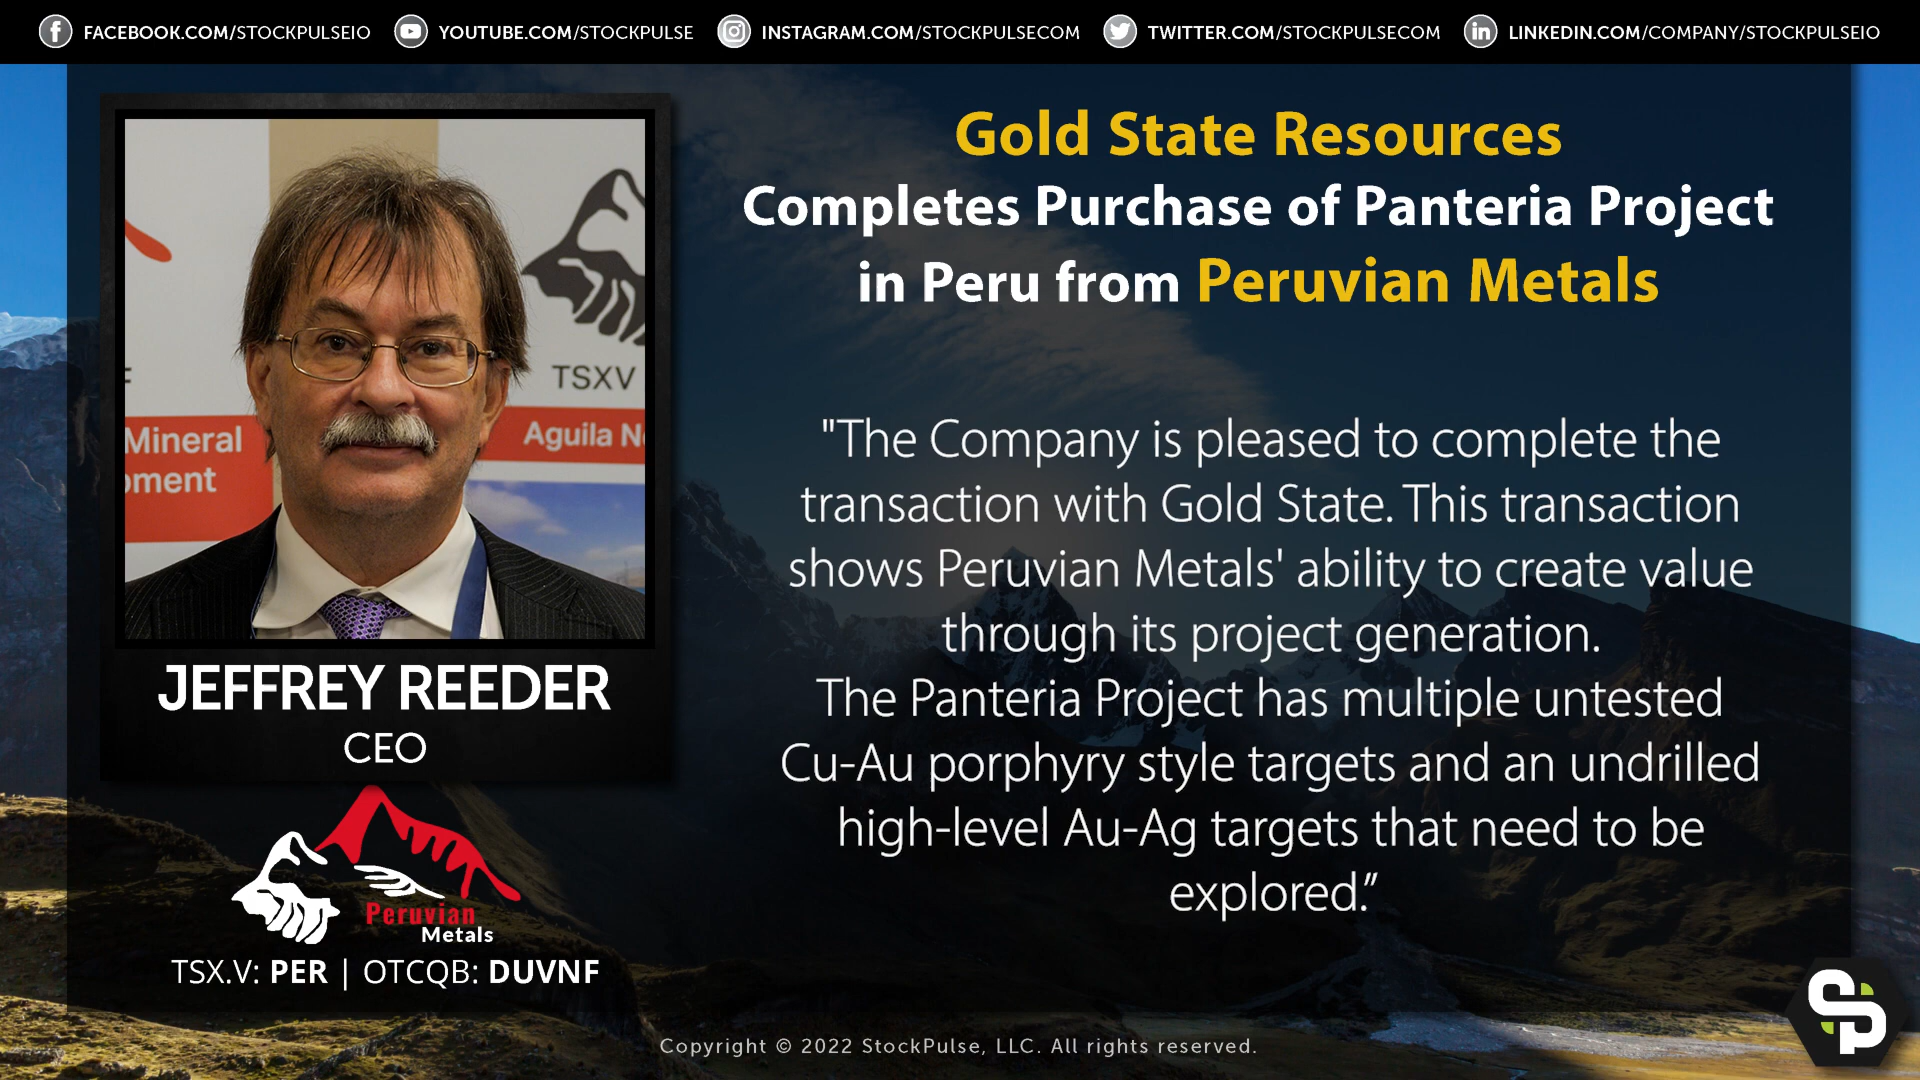 FACEBOOK.COM/STOCKPULSEIO
YOUTUBE.COM/STOCKPULSE
INSTAGRAM.COM/STOCKPULSECOM
TWITTER.COM/STOCKPULSECOM
LINKEDIN.COM/COMPANY/STOCKPULSEIO
TSXV
Mineral
Aguila
JEFFREY REEDER
CEO
Peruvian
Metals
TSX.V: PER | OTCQB: DUVNF
Gold State Resources
Completes Purchase of Panteria Project
in Peru from Peruvian Metals
"The Company is pleased to complete the
transaction with Gold State. This transaction
shows Peruvian Metals' ability to create value
through its project generation.
The Panteria Project has multiple untested
Cu-Au porphyry style targets and an undrilled
high-level Au-Ag targets that need to be
explored.”
SP
Copyright © 2022 StockPulse, LLC. All rights reserved.